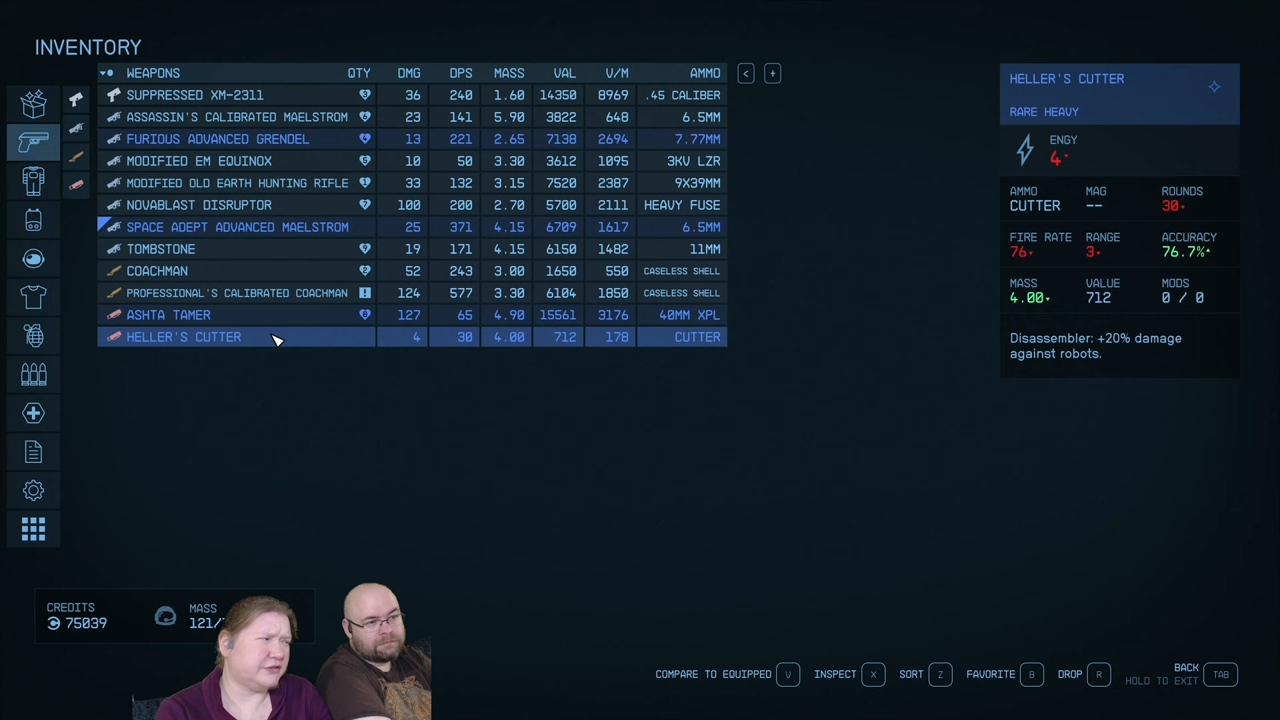 INVENTORY
WEAPONS QTY DMG DPS MASS VAL V/M AMMO < +
SUPPRESSED XM-2311 3 36 240 1.60 14350 8969 .45 CALIBER
ASSASSIN'S CALIBRATED MAELSTROM 23 141 5.90 3822 648 6.5MM
FURIOUS ADVANCED GRENDEL 13 221 2.65 7138 2694 7.77MM
MODIFIED EM EQUINOX 10 50 3.30 3612 1095 3KV LZR
MODIFIED OLD EARTH HUNTING RIFLE 33 132 3.15 7520 2387 9X39MM
NOVABLAST DISRUPTOR 7 100 200 2.70 5700 2111 HEAVY FUSE
SPACE ADEPT ADVANCED MAELSTROM 25 371 4.15 6709 1617 6.5MM
TOMBSTONE 19 171 4.15 6150 1482 11MM
COACHMAN 52 243 3.00 1650 550 CASELESS SHELL
PROFESSIONAL'S CALIBRATED COACHMAN ! 124 577 3.30 6104 1850 CASELESS SHELL
ASHTA TAMER 127 65 4.90 15561 3176 40MM XPL
HELLER'S CUTTER 4 30 4.00 712 178 CUTTER
HELLER'S CUTTER
RARE HEAVY
ENGY
4
AMMO MAG ROUNDS
CUTTER -- 30
FIRE RATE RANGE ACCURACY
76 3 76.7%
MASS VALUE MODS
4.00 712 0 / 0
Disassembler: +20% damage
against robots.
CREDITS MASS
75039 121/
COMPARE TO EQUIPPED V INSPECT X SORT Z FAVORITE B DROP R BACK TAB
HOLD TO EXIT